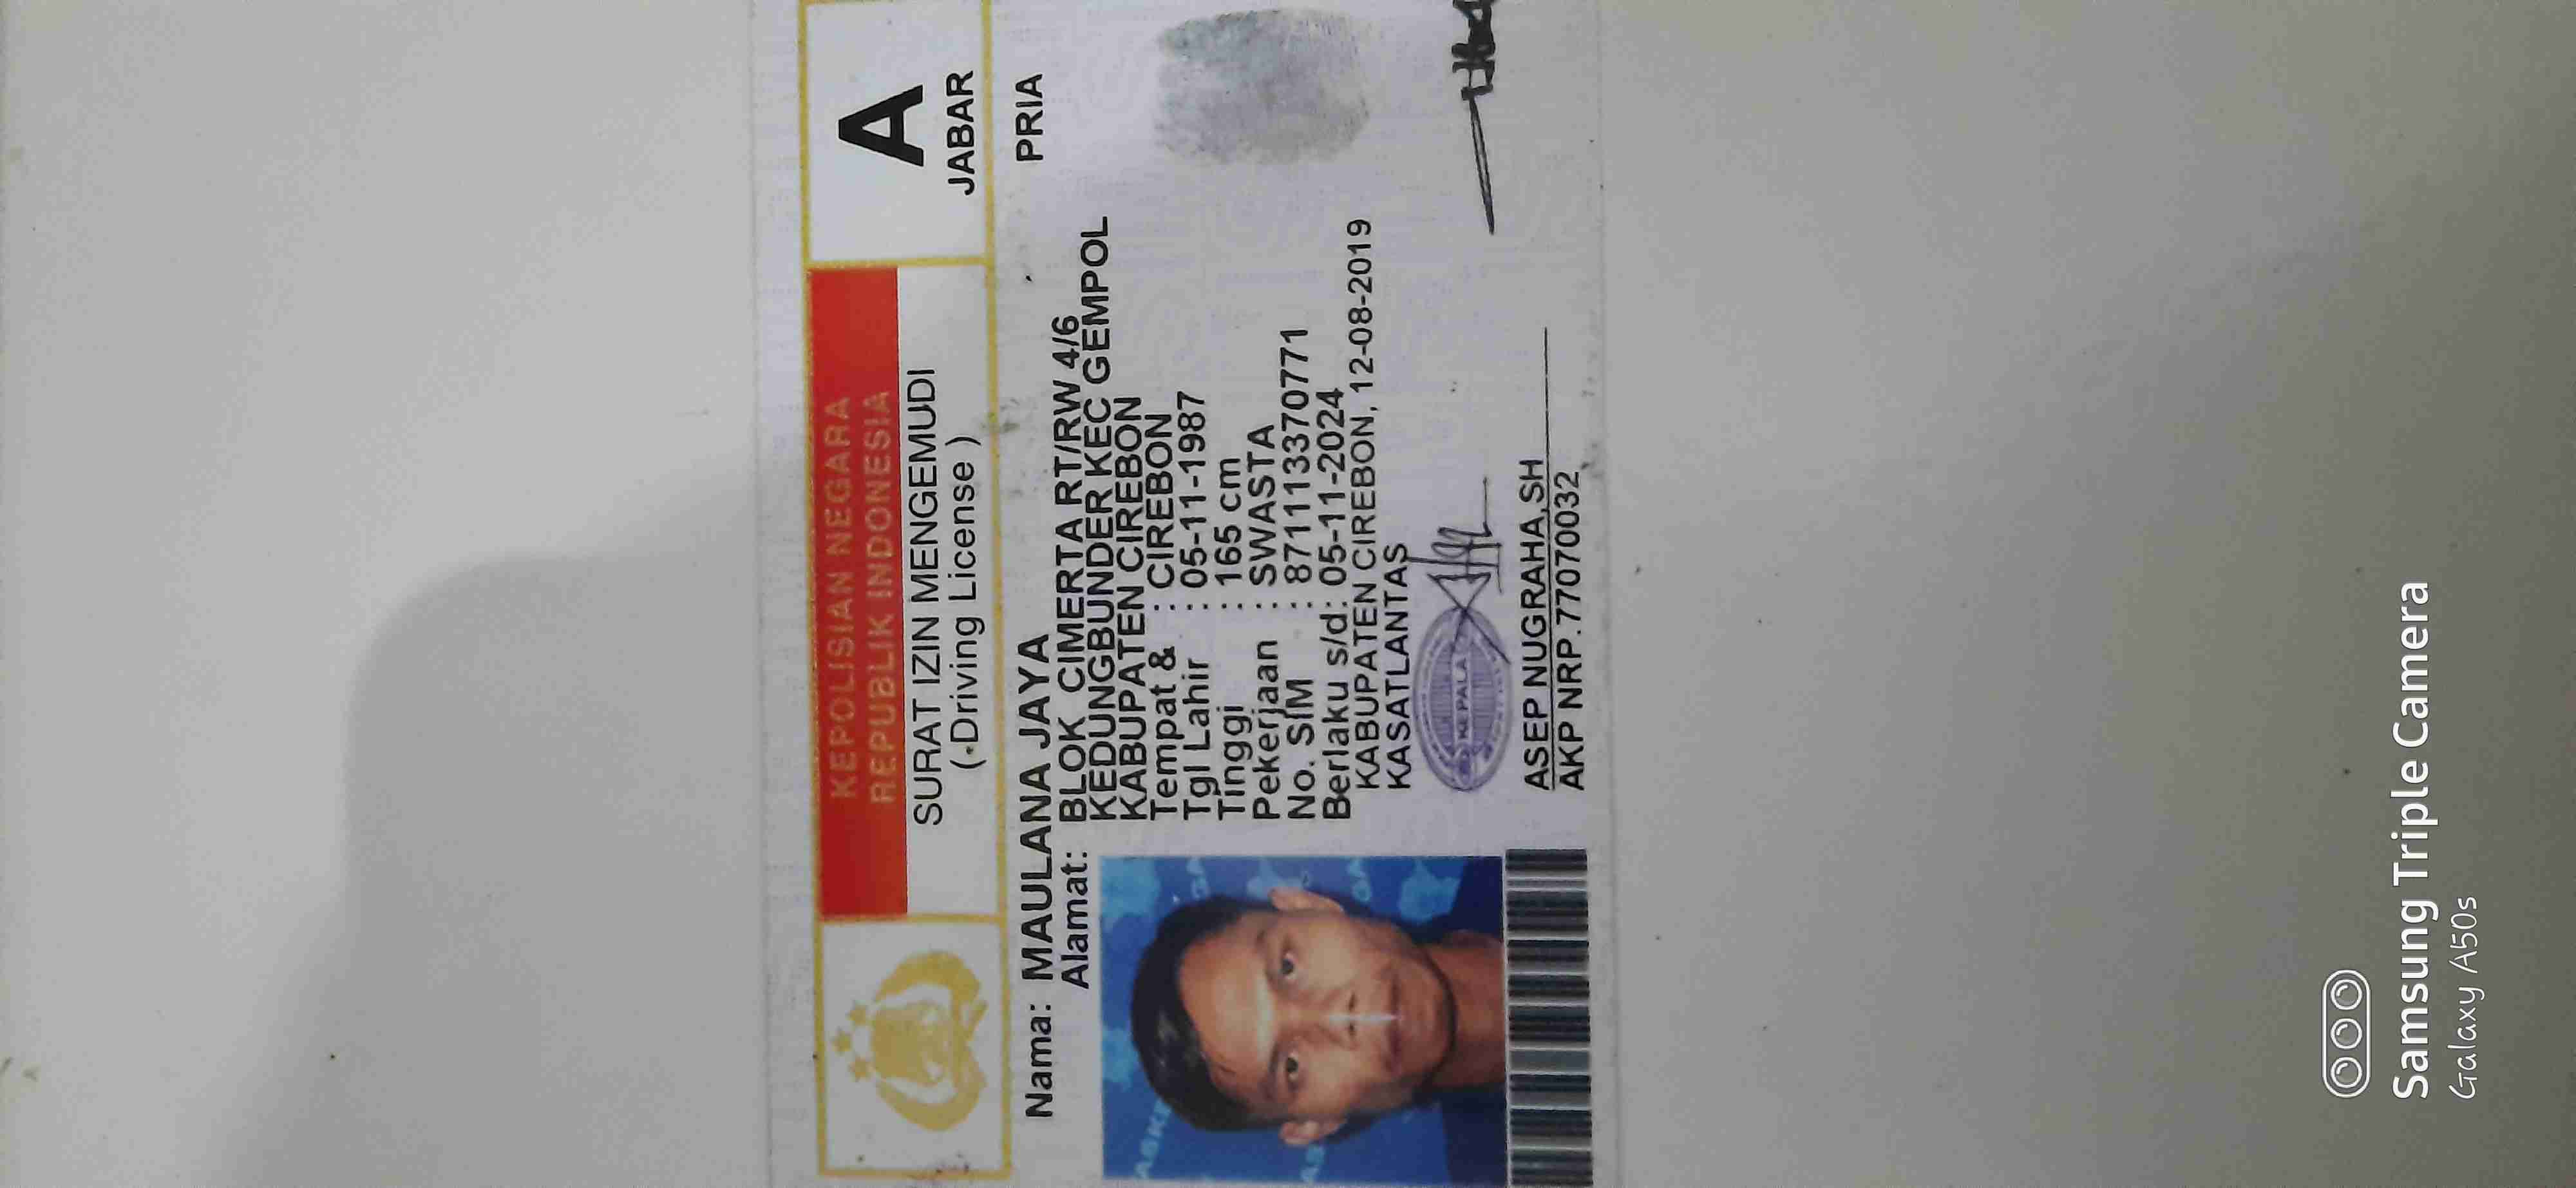 KEPOLISIAN NEGARA
REPUBLIK INDONESIA
SURAT IZIN MENGEMUDI
( Driving License )
A
JABAR
Nama: MAULANA JAYA
PRIA
Alamat: BLOK CIMERTA RT/RW 4/6
KEDUNGBUNDER KEC GEMPOL
KABUPATEN CIREBON
Tempat & : CIREBON
Tgl Lahir : 05-11-1987
Tinggi : 165 cm
Pekerjaan : SWASTA
No. SIM : 871113370771
Berlaku s/d: 05-11-2024
KABUPATEN CIREBON, 12-08-2019
KASATLANTAS
KEPALA
ASEP NUGRAHA,SH
AKP NRP.77070032
Samsung Triple Camera
Galaxy A50s